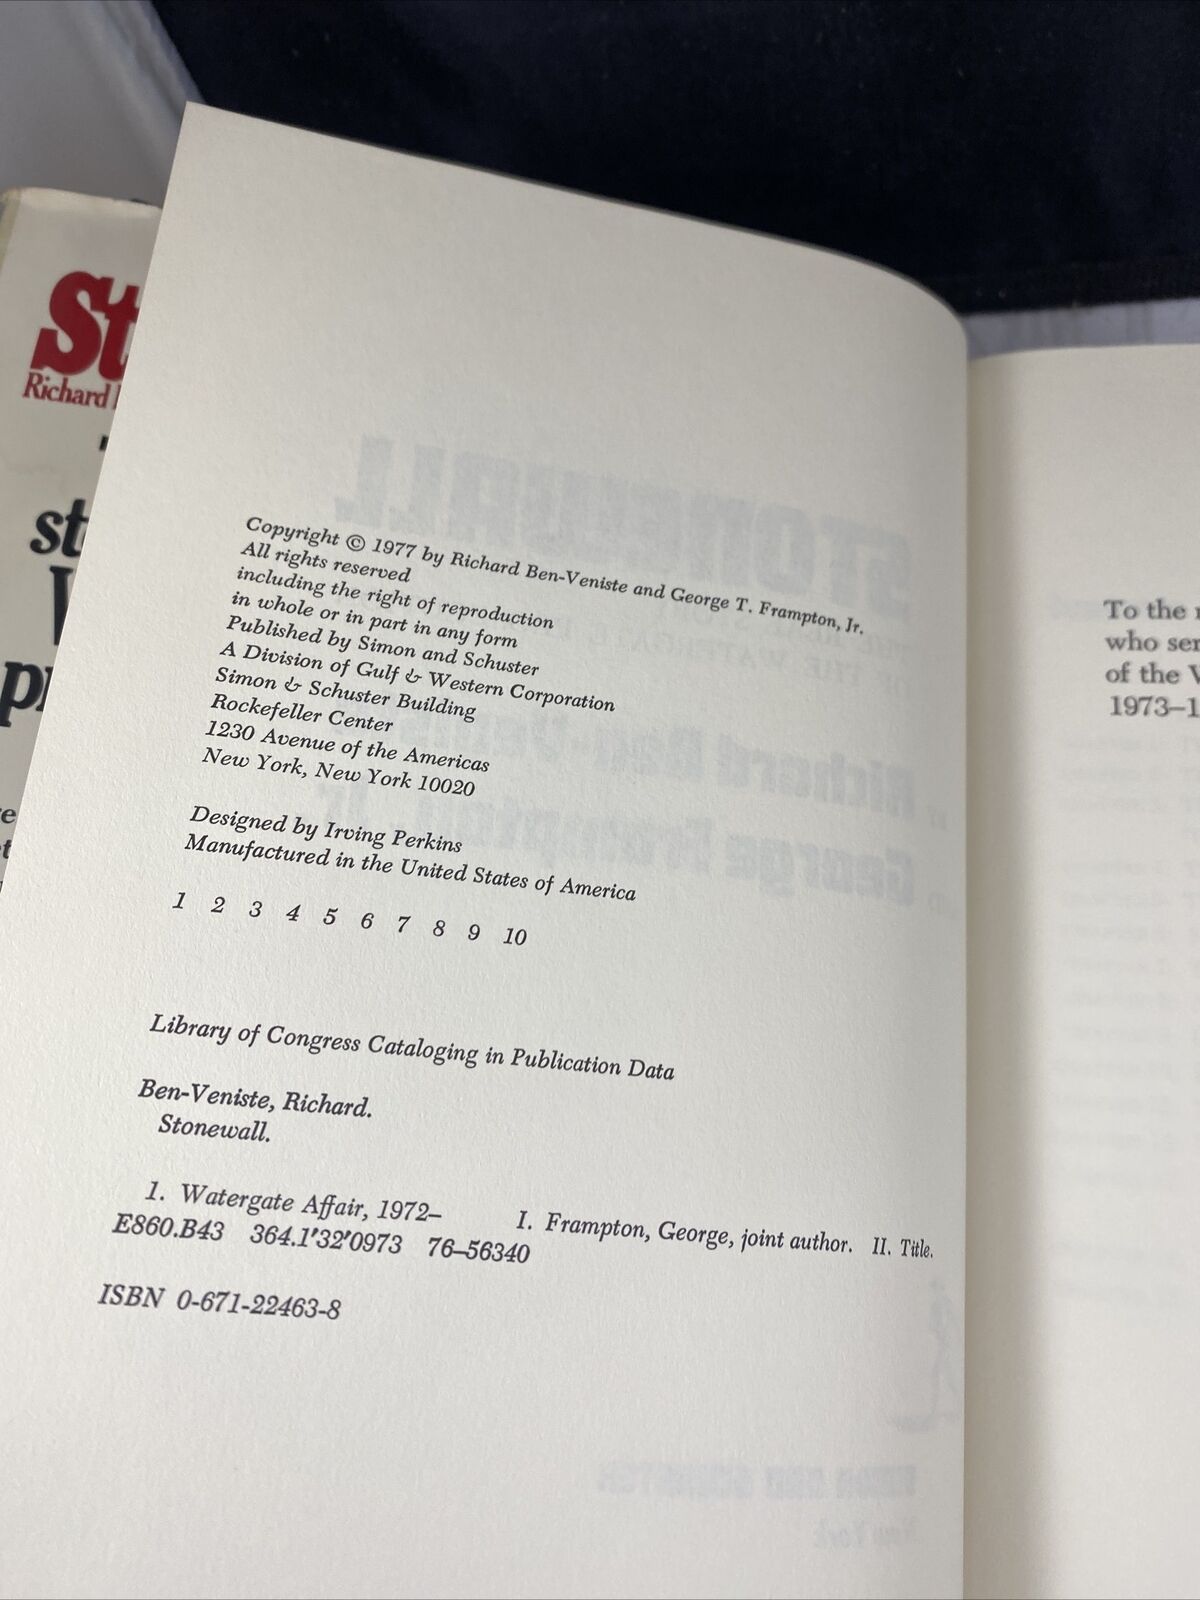 St
Richard
st
pr
Copyright © 1977 by Richard Ben-Veniste and George T. Frampton, Jr.
All rights reserved
including the right of reproduction
in whole or in part in any form
Published by Simon and Schuster
A Division of Gulf & Western Corporation
Simon & Schuster Building
Rockefeller Center
1230 Avenue of the Americas
New York, New York 10020
Designed by Irving Perkins
Manufactured in the United States of America
1 2 3 4 5 6 7 8 9 10
Library of Congress Cataloging in Publication Data
Ben-Veniste, Richard.
Stonewall.
1. Watergate Affair, 1972– I. Frampton, George, joint author. II. Title.
E860.B43 364.1'32'0973 76–56340
ISBN 0-671-22463-8
To the
who ser
of the V
1973–1